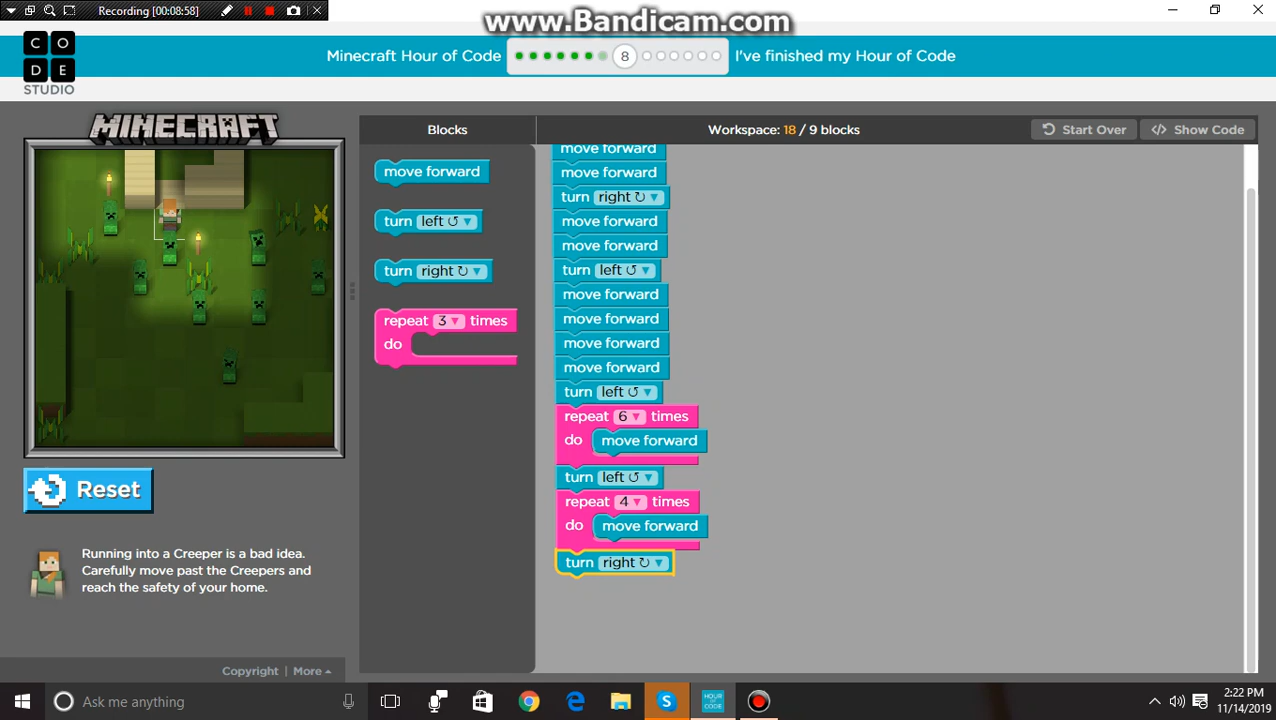 Recording [00:08:58]
www.Bandicam.com
CODE
STUDIO
Minecraft Hour of Code
8
I've finished my Hour of Code
MINECRAFT
Blocks
Workspace: 18 / 9 blocks
Start Over
</> Show Code
move forward
turn left ↺ ▼
turn right ↻ ▼
repeat 3 ▼ times
do
move forward
move forward
turn right ↻ ▼
move forward
move forward
turn left ↺ ▼
move forward
move forward
move forward
move forward
turn left ↺ ▼
repeat 6 ▼ times
do move forward
turn left ↺ ▼
repeat 4 ▼ times
do move forward
turn right ↻ ▼
Reset
Running into a Creeper is a bad idea.
Carefully move past the Creepers and
reach the safety of your home.
Copyright | More
Ask me anything
HOUR OF CODE
2:22 PM
11/14/2019